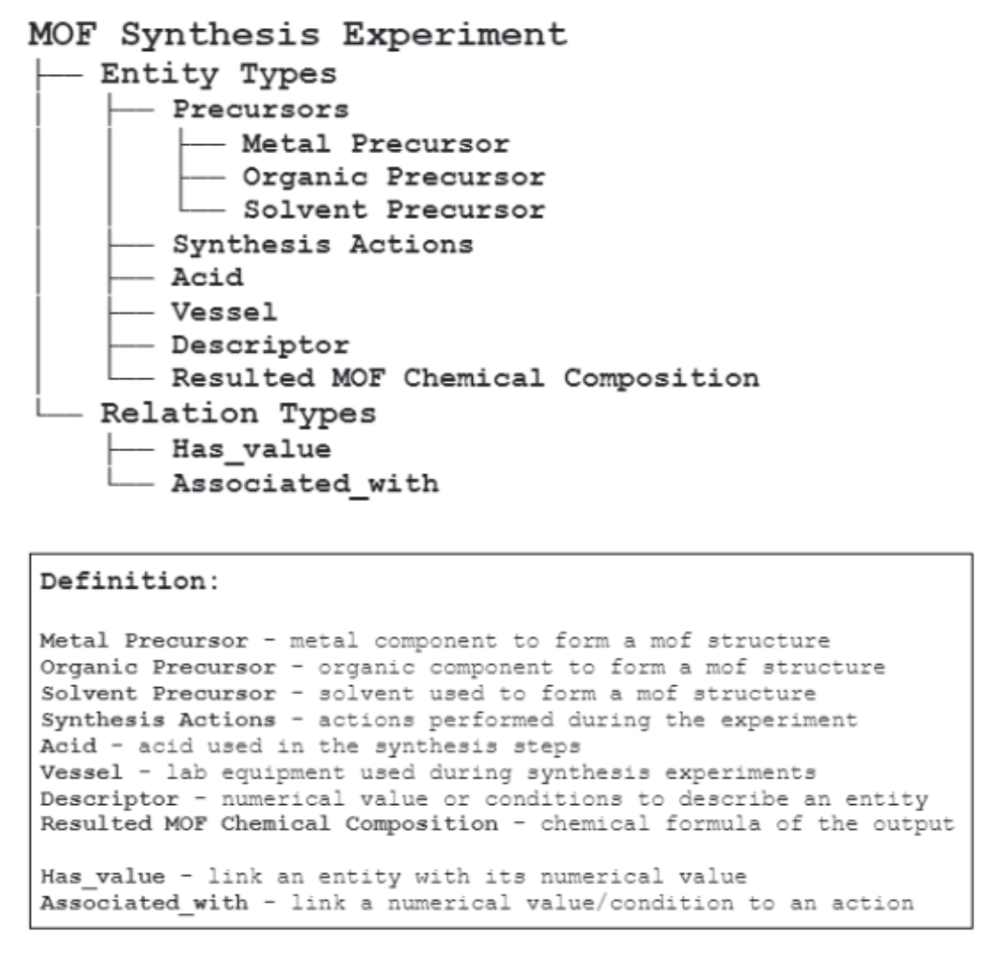 MOF Synthesis Experiment
Entity Types
Precursors
Metal Precursor
Organic Precursor
Solvent Precursor
Synthesis Actions
Acid
Vessel
Descriptor
Resulted MOF Chemical Composition
Relation Types
Has_value
Associated_with
Definition:
Metal Precursor - metal component to form a mof structure
Organic Precursor - organic component to form a mof structure
Solvent Precursor - solvent used to form a mof structure
Synthesis Actions - actions performed during the experiment
Acid - acid used in the synthesis steps
Vessel - lab equipment used during synthesis experiments
Descriptor - numerical value or conditions to describe an entity
Resulted MOF Chemical Composition - chemical formula of the output
Has_value - link an entity with its numerical value
Associated_with - link a numerical value/condition to an action